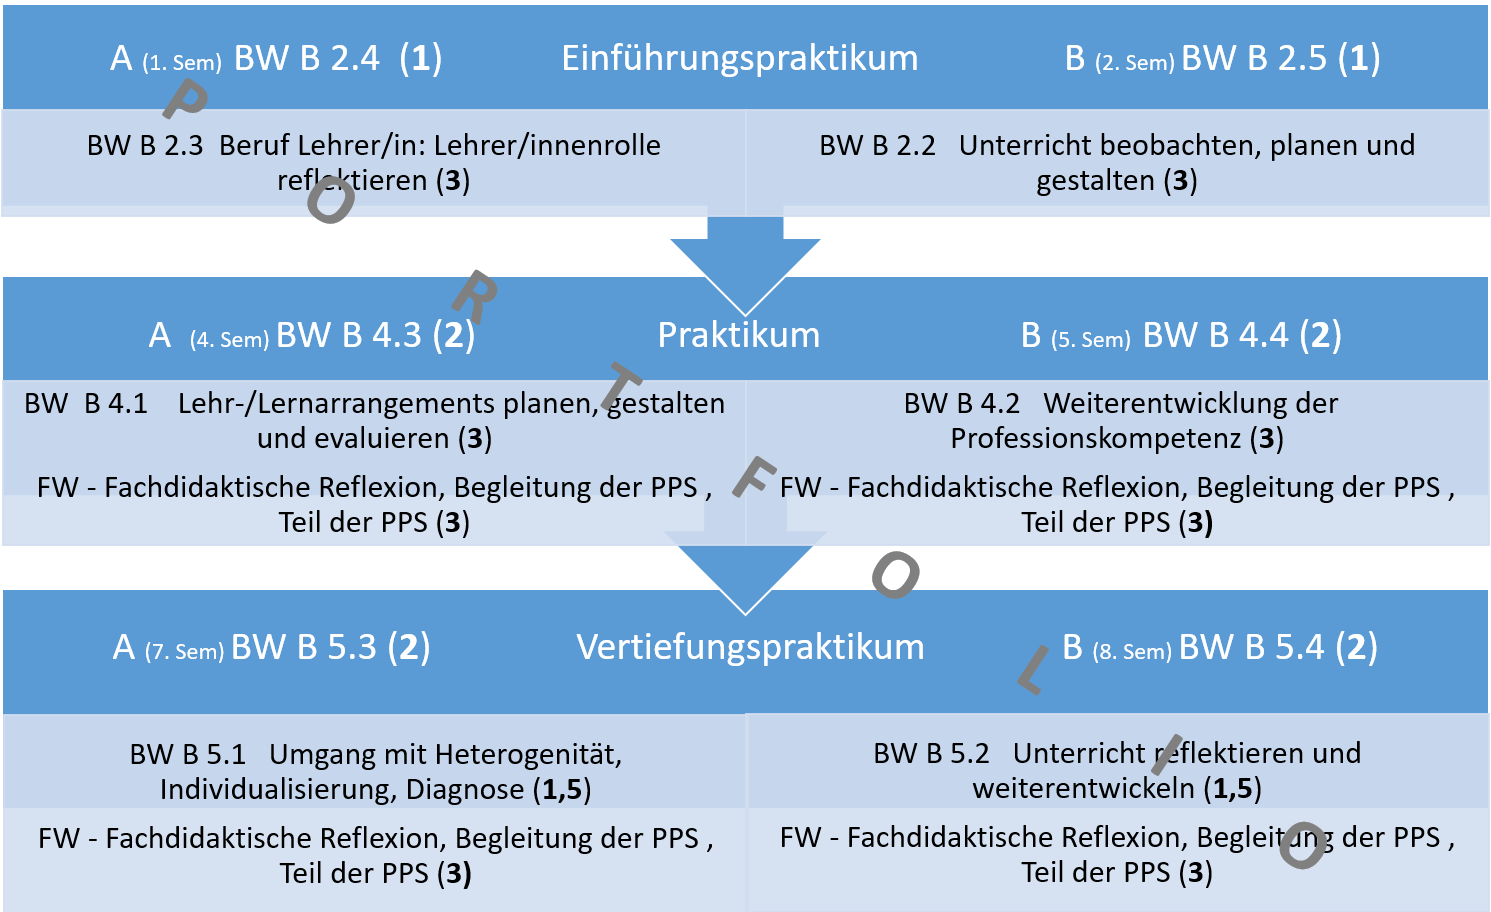 A (1. Sem) BW B 2.4 (1) Einführungspraktikum B (2. Sem) BW B 2.5 (1)
BW B 2.3 Beruf Lehrer/in: Lehrer/innenrolle
reflektieren (3)
BW B 2.2 Unterricht beobachten, planen und
gestalten (3)
A (4. Sem) BW B 4.3 (2) Praktikum B (5. Sem) BW B 4.4 (2)
BW B 4.1 Lehr-/Lernarrangements planen, gestalten
und evaluieren (3)
FW - Fachdidaktische Reflexion, Begleitung der PPS ,
Teil der PPS (3)
BW B 4.2 Weiterentwicklung der
Professionskompetenz (3)
FW - Fachdidaktische Reflexion, Begleitung der PPS ,
Teil der PPS (3)
A (7. Sem) BW B 5.3 (2) Vertiefungspraktikum B (8. Sem) BW B 5.4 (2)
BW B 5.1 Umgang mit Heterogenität,
Individualisierung, Diagnose (1,5)
FW - Fachdidaktische Reflexion, Begleitung der PPS ,
Teil der PPS (3)
BW B 5.2 Unterricht reflektieren und
weiterentwickeln (1,5)
FW - Fachdidaktische Reflexion, Begleitung der PPS ,
Teil der PPS (3)
P O R T F O L I O